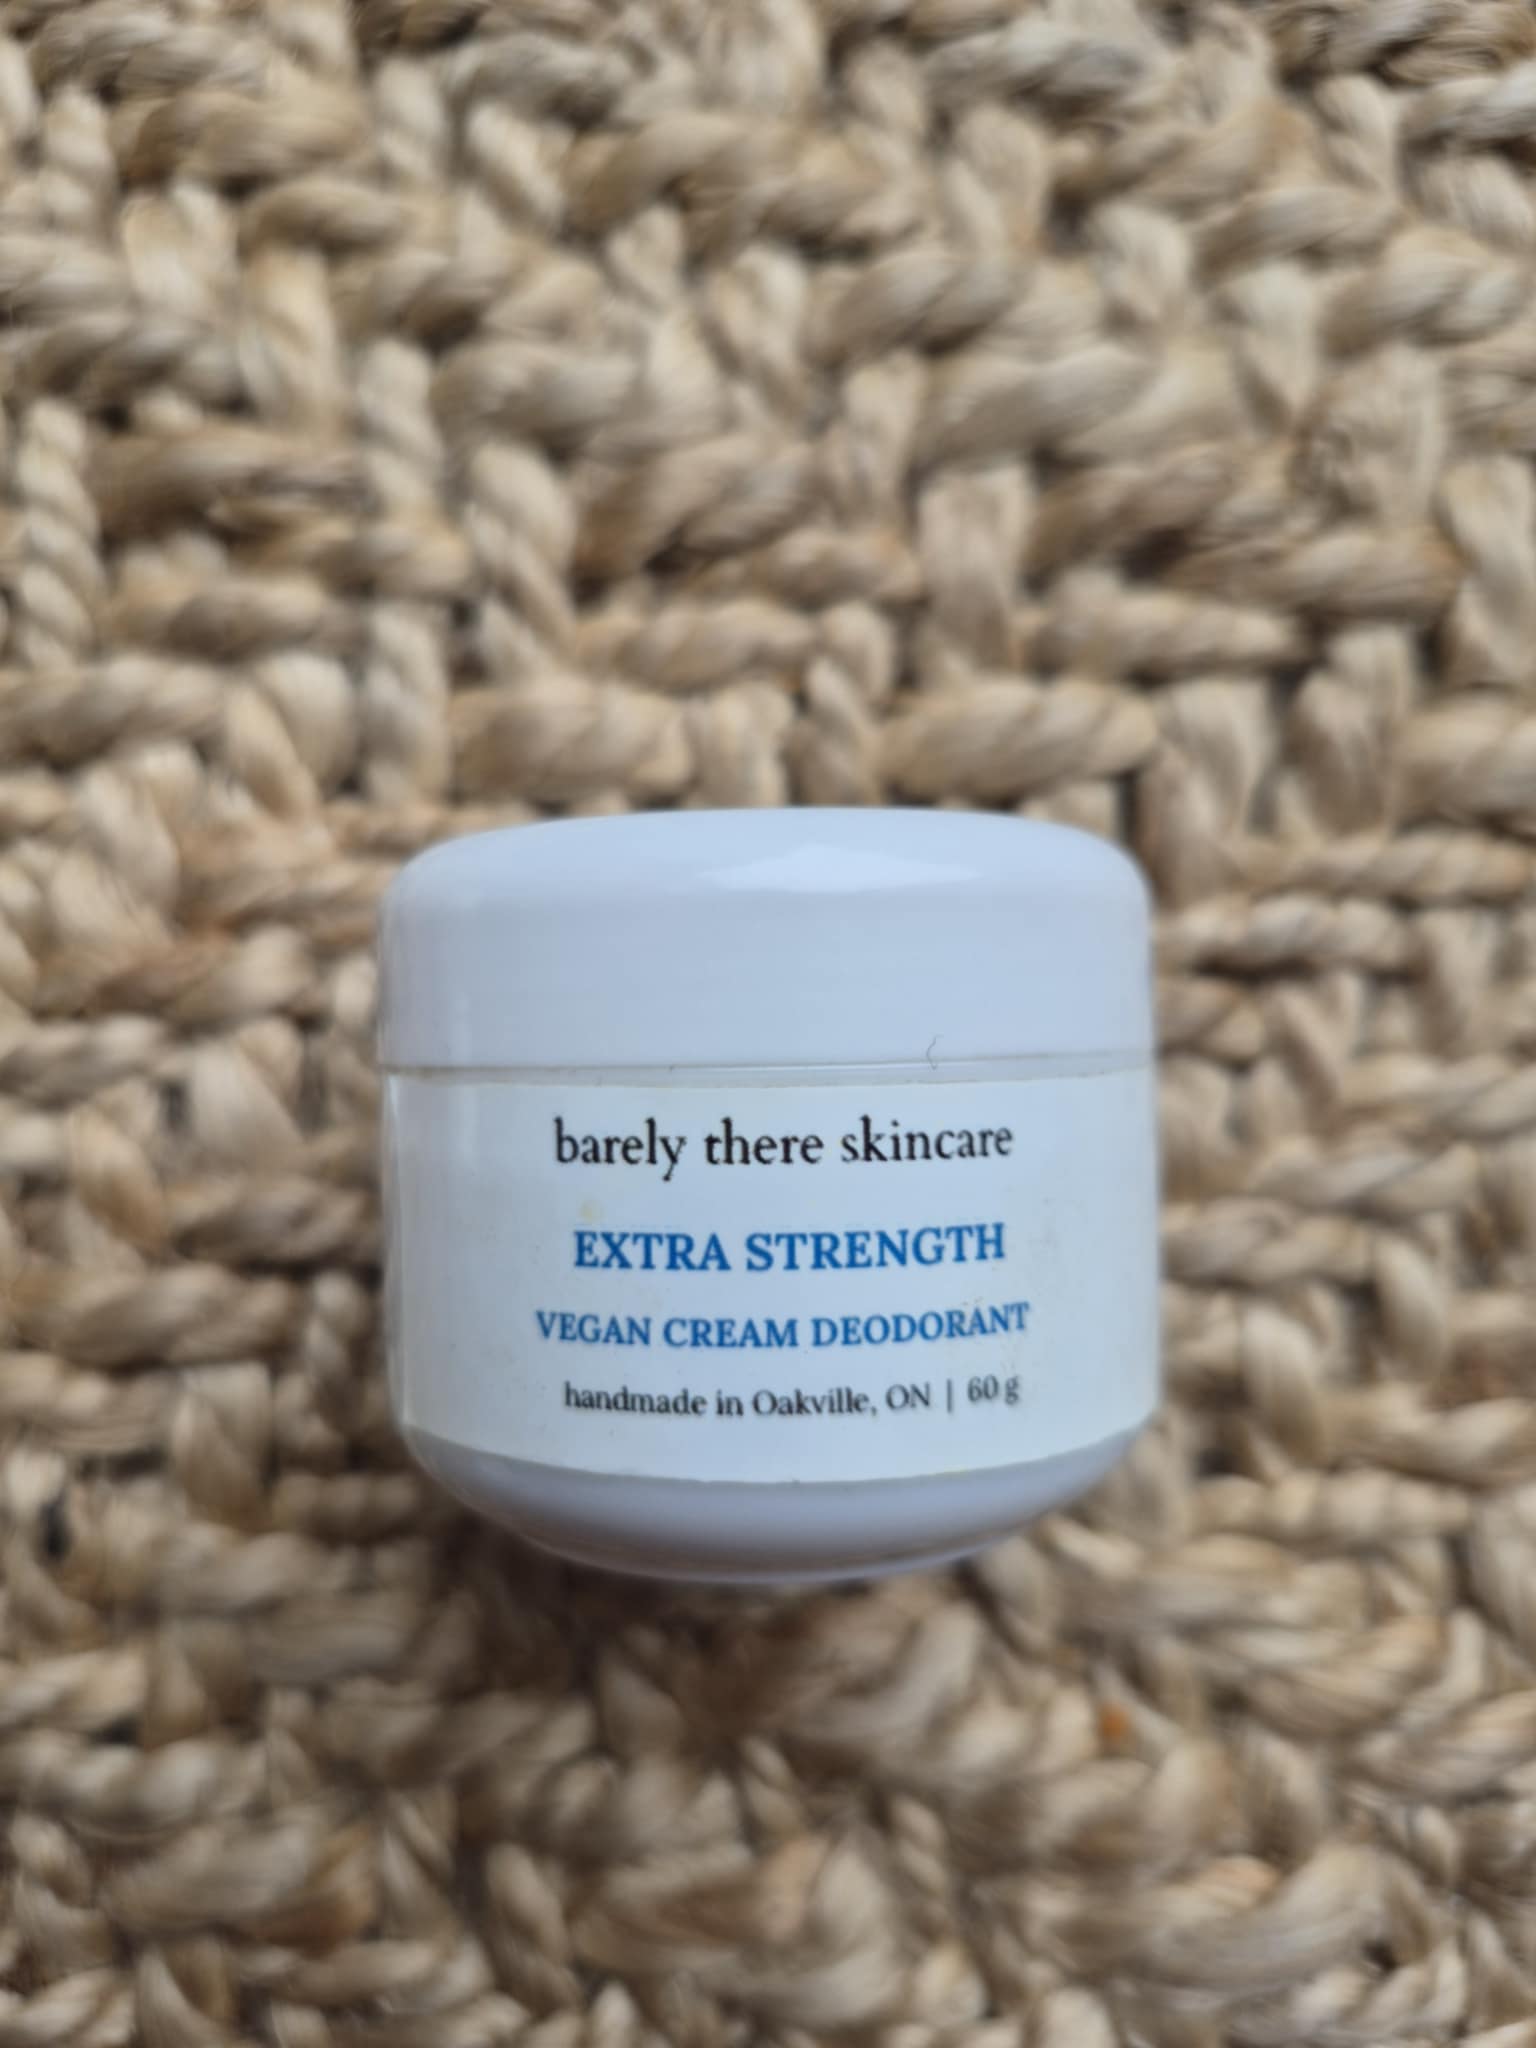 barely there skincare
EXTRA STRENGTH
VEGAN CREAM DEODORANT
handmade in Oakville, ON | 60 g